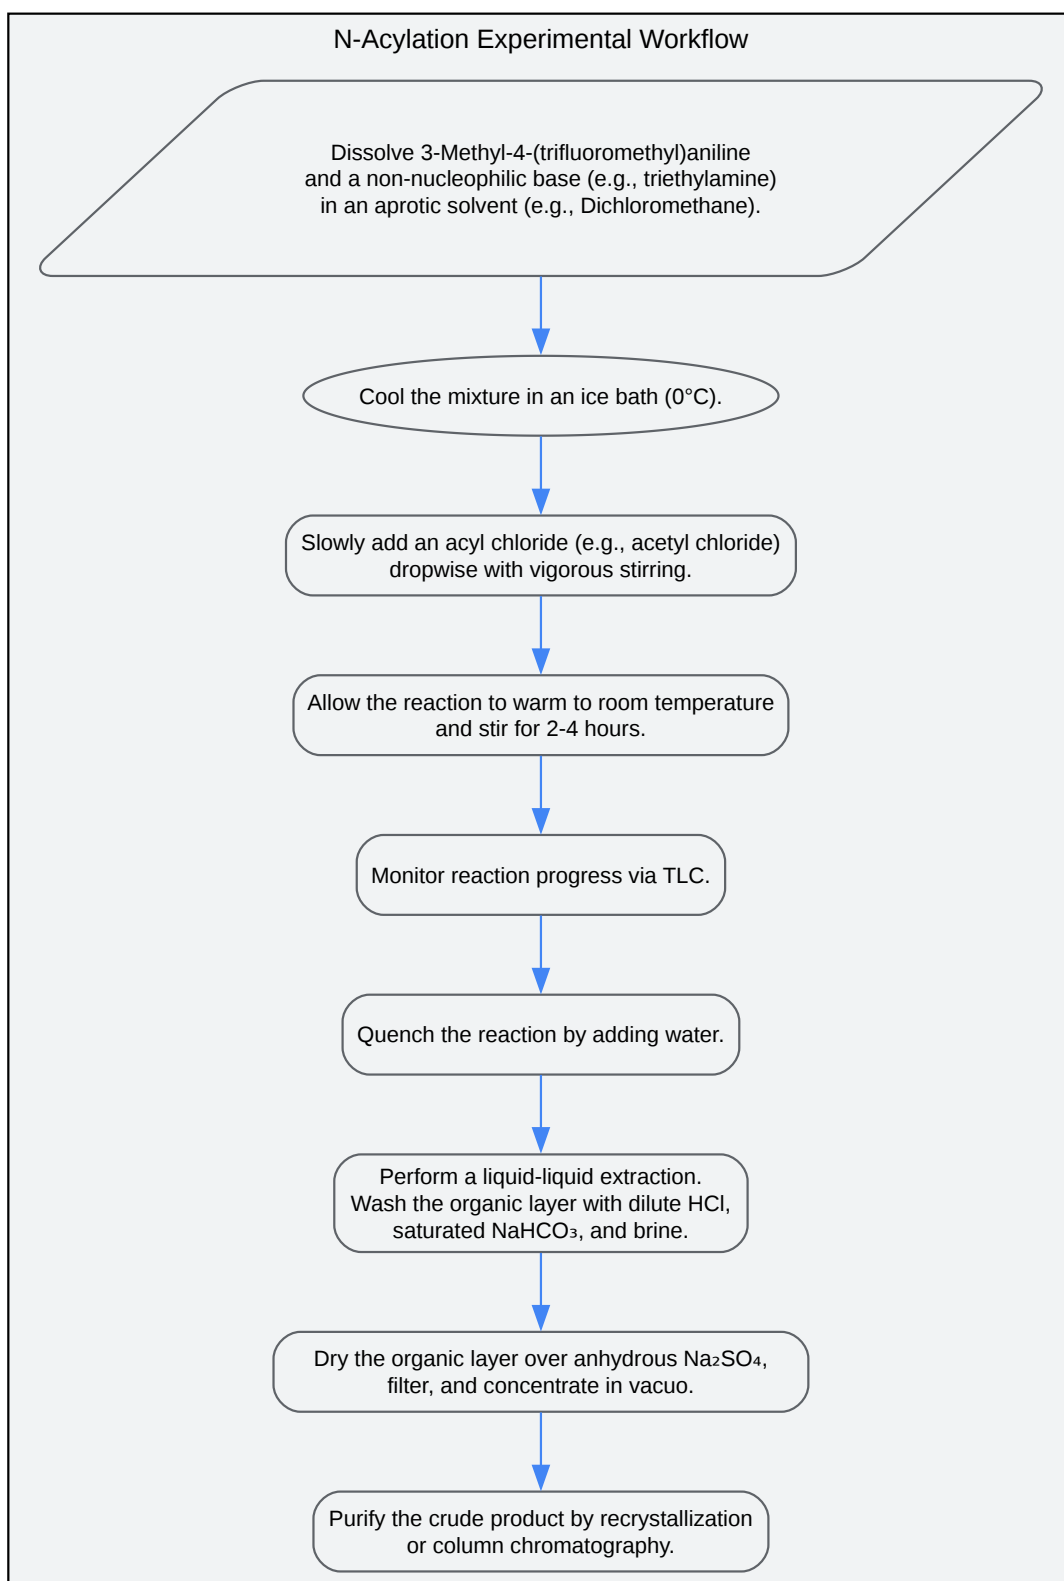 N-Acylation Experimental Workflow
Dissolve 3-Methyl-4-(trifluoromethyl)aniline
and a non-nucleophilic base (e.g., triethylamine)
in an aprotic solvent (e.g., Dichloromethane).
Cool the mixture in an ice bath (0°C).
Slowly add an acyl chloride (e.g., acetyl chloride)
dropwise with vigorous stirring.
Allow the reaction to warm to room temperature
and stir for 2-4 hours.
Monitor reaction progress via TLC.
Quench the reaction by adding water.
Perform a liquid-liquid extraction.
Wash the organic layer with dilute HCl,
saturated NaHCO₃, and brine.
Dry the organic layer over anhydrous Na₂SO₄,
filter, and concentrate in vacuo.
Purify the crude product by recrystallization
or column chromatography.